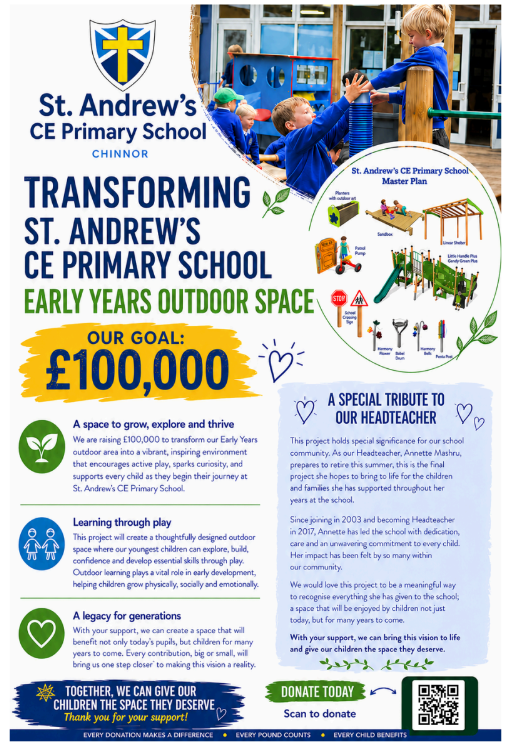 St. Andrew's
CE Primary School
CHINNOR
TRANSFORMING
ST. ANDREW'S
CE PRIMARY SCHOOL
EARLY YEARS OUTDOOR SPACE
St. Andrew's CE Primary School
Master Plan
Planters
with outdoor art
Sandbox
Linear Shelter
Petrol
Pump
Little Hamble Plus
Gandy Green Plus
STOP
School
Crossing
Sign
Harmony
Flower
Babel
Drum
Harmony
Bells
OUR GOAL:
£100,000
A space to grow, explore and thrive
We are raising £100,000 to transform our Early Years
outdoor area into a vibrant, inspiring environment
that encourages active play, sparks curiosity, and
supports every child as they begin their journey at
St. Andrew's CE Primary School.
Learning through play
This project will create a thoughtfully designed outdoor
space where our youngest children can explore, build,
confidence and develop essential skills through play.
Outdoor learning plays a vital role in early development,
helping children grow physically, socially and emotionally.
A legacy for generations
With your support, we can create a space that will
benefit not only today's pupils, but children for many
years to come. Every contribution, big or small, will
bring us one step closer' to making this vision a reality.
A SPECIAL TRIBUTE TO
OUR HEADTEACHER
This project holds special significance for our school
community. As our Headteacher, Annette Mashru,
prepares to retire this summer, this is the final
project she hopes to bring to life for the children
and families she has supported throughout her
years at the school.
Since joining in 2003 and becoming Headteacher
in 2017, Annette has led the school with dedication,
care and an unwavering commitment to every child.
Her impact has been felt by so many within
our community.
We would love this project to be a meaningful way
to recognise everything she has given to the school;
a space that will be enjoyed by children not just
today, but for many years to come.
With your support, we can bring this vision to life
and give our children the space they deserve.
TOGETHER, WE CAN GIVE OUR
CHILDREN THE SPACE THEY DESERVE
Thank you for your support!
DONATE TODAY
Scan to donate
EVERY DONATION MAKES A DIFFERENCE • EVERY POUND COUNTS • EVERY CHILD BENEFITS